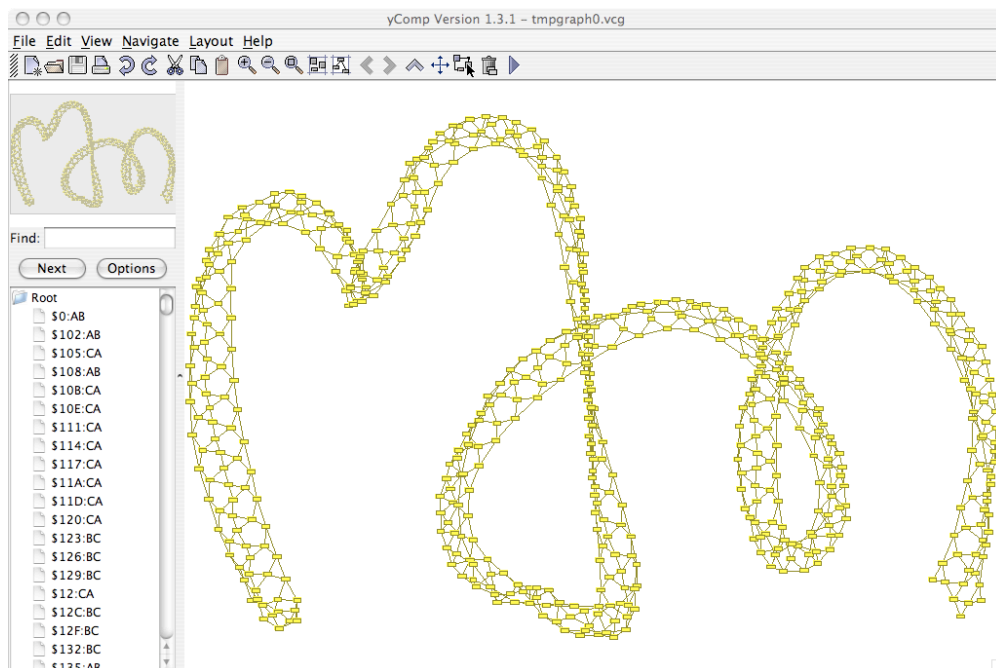 yComp Version 1.3.1 – tmpgraph0.vcg
File Edit View Navigate Layout Help
Find:
Next Options
Root
$0:AB
$102:AB
$105:CA
$108:AB
$10B:CA
$10E:CA
$111:CA
$114:CA
$117:CA
$11A:CA
$11D:CA
$120:CA
$123:BC
$126:BC
$129:BC
$12:CA
$12C:BC
$12F:BC
$132:BC
$135:AB